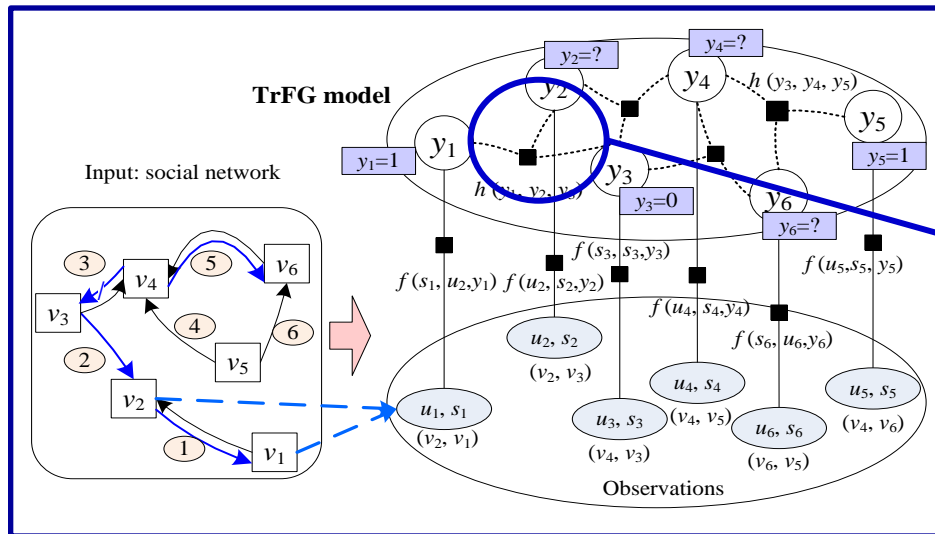 TrFG model
y2=?
y4=?
y2
y4
h (y3, y4, y5)
y1
y5
y1=1
y5=1
y3
h (y1, y2, y3)
y3=0
y6
y6=?
Input: social network
f (s1, u2,y1)
f (u2, s2,y2)
f (s3, s3,y3)
f (u4, s4,y4)
f (s6, u6,y6)
f (u5,s5, y5)
3
v4
5
v6
v3
4
6
2
v5
v2
1
v1
u1, s1
(v2, v1)
u2, s2
(v2, v3)
u3, s3
(v4, v3)
u4, s4
(v4, v5)
u6, s6
(v6, v5)
u5, s5
(v4, v6)
Observations